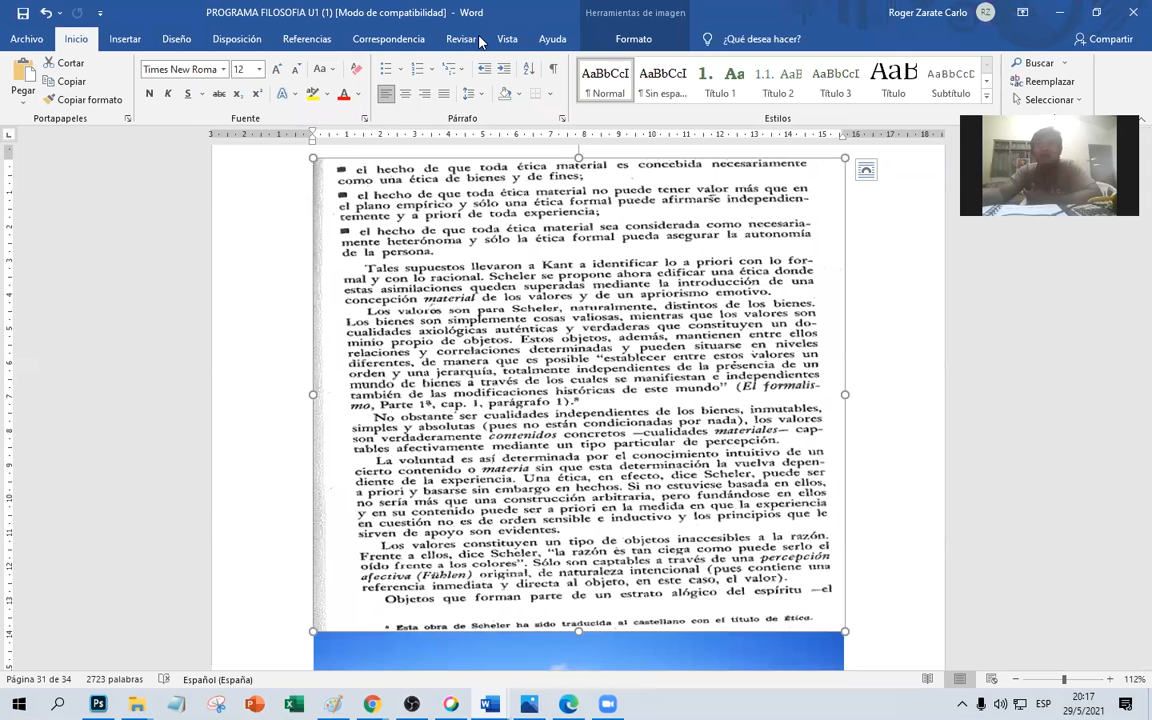 PROGRAMA FILOSOFIA U1 (1) [Modo de compatibilidad] - Word
Herramientas de imagen
Roger Zarate Carlo
RZ
Archivo
Inicio
Insertar
Diseño
Disposición
Referencias
Correspondencia
Revisar
Vista
Ayuda
Formato
¿Qué desea hacer?
Compartir
Pegar
Cortar
Copiar
Copiar formato
Portapapeles
Times New Roma
12
Fuente
Párrafo
AaBbCcI
¶ Normal
AaBbCcI
¶ Sin espa...
1. Aa
Título 1
1.1. Aa
Título 2
AaBbCcI
Título 3
AaBb
Título
AaBbCcD
Subtítulo
Estilos
Buscar
Reemplazar
Seleccionar
el hecho de que toda ética material es concebida necesariamente
como una ética de bienes y de fines;
el hecho de que toda ética material no puede tener valor más que en
el plano empírico y sólo una ética formal puede afirmarse independien-
temente y a priori de toda experiencia;
el hecho de que toda ética material sea considerada como necesaria-
mente heterónoma y sólo la ética formal pueda asegurar la autonomía
de la persona.
Tales supuestos llevaron a Kant a identificar lo a priori con lo for-
mal y con lo racional. Scheler se propone ahora edificar una ética donde
estas asimilaciones queden superadas mediante la introducción de una
concepción material de los valores y de un apriorismo emotivo.
Los valores son para Scheler, naturalmente, distintos de los bienes.
Los bienes son simplemente cosas valiosas, mientras que los valores son
cualidades axiológicas auténticas y verdaderas que constituyen un do-
minio propio de objetos. Estos objetos, además, mantienen entre ellos
relaciones y correlaciones determinadas y pueden situarse en niveles
diferentes, de manera que es posible "establecer entre estos valores un
orden y una jerarquía, totalmente independientes de la presencia de un
mundo de bienes a través de los cuales se manifiestan e independientes
también de las modificaciones históricas de este mundo" (El formalis-
mo, Parte 1ª, cap. 1, parágrafo 1).*
No obstante ser cualidades independientes de los bienes, inmutables,
simples y absolutas (pues no están condicionadas por nada), los valores
son verdaderamente contenidos concretos —cualidades materiales— cap-
tables afectivamente mediante un tipo particular de percepción.
La voluntad es así determinada por el conocimiento intuitivo de un
cierto contenido o materia sin que esta determinación la vuelva depen-
diente de la experiencia. Una ética, en efecto, dice Scheler, puede ser
a priori y basarse sin embargo en hechos. Si no estuviese basada en ellos,
no sería más que una construcción arbitraria, pero fundándose en ellos
y en su contenido puede ser a priori en la medida en que la experiencia
en cuestión no es de orden sensible e inductivo y los principios que le
sirven de apoyo son evidentes.
Los valores constituyen un tipo de objetos inaccesibles a la razón.
Frente a ellos, dice Scheler, "la razón es tan ciega como puede serlo el
oído frente a los colores". Sólo son captables a través de una percepción
afectiva (Fühlen) original, de naturaleza intencional (pues contiene una
referencia inmediata y directa al objeto, en este caso, el valor).
Objetos que forman parte de un estrato alógico del espíritu —el
* Esta obra de Scheler ha sido traducida al castellano con el título de Ética.
Página 31 de 34
2723 palabras
Español (España)
112%
ESP
20:17
29/5/2021